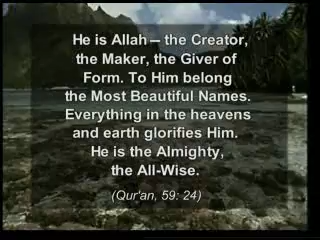 He is Allah – the Creator,
the Maker, the Giver of
Form. To Him belong
the Most Beautiful Names.
Everything in the heavens
and earth glorifies Him.
He is the Almighty,
the All-Wise.
(Qur'an, 59: 24)